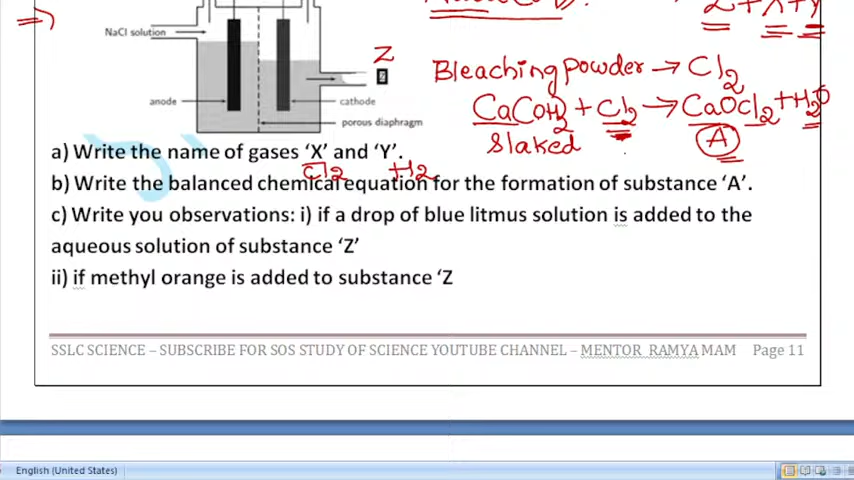 Z + X + Y
NaCl solution
Z
Bleaching Powder → Cl2
anode
cathode
Ca(OH)2 + Cl2 → CaOCl2 + H2O
porous diaphragm
Slaked
A
a) Write the name of gases ‘X’ and ‘Y’.
Cl2 H2
b) Write the balanced chemical equation for the formation of substance ‘A’.
c) Write you observations: i) if a drop of blue litmus solution is added to the
aqueous solution of substance ‘Z’
ii) if methyl orange is added to substance ‘Z
SSLC SCIENCE – SUBSCRIBE FOR SOS STUDY OF SCIENCE YOUTUBE CHANNEL – MENTOR RAMYA MAM Page 11
English (United States)